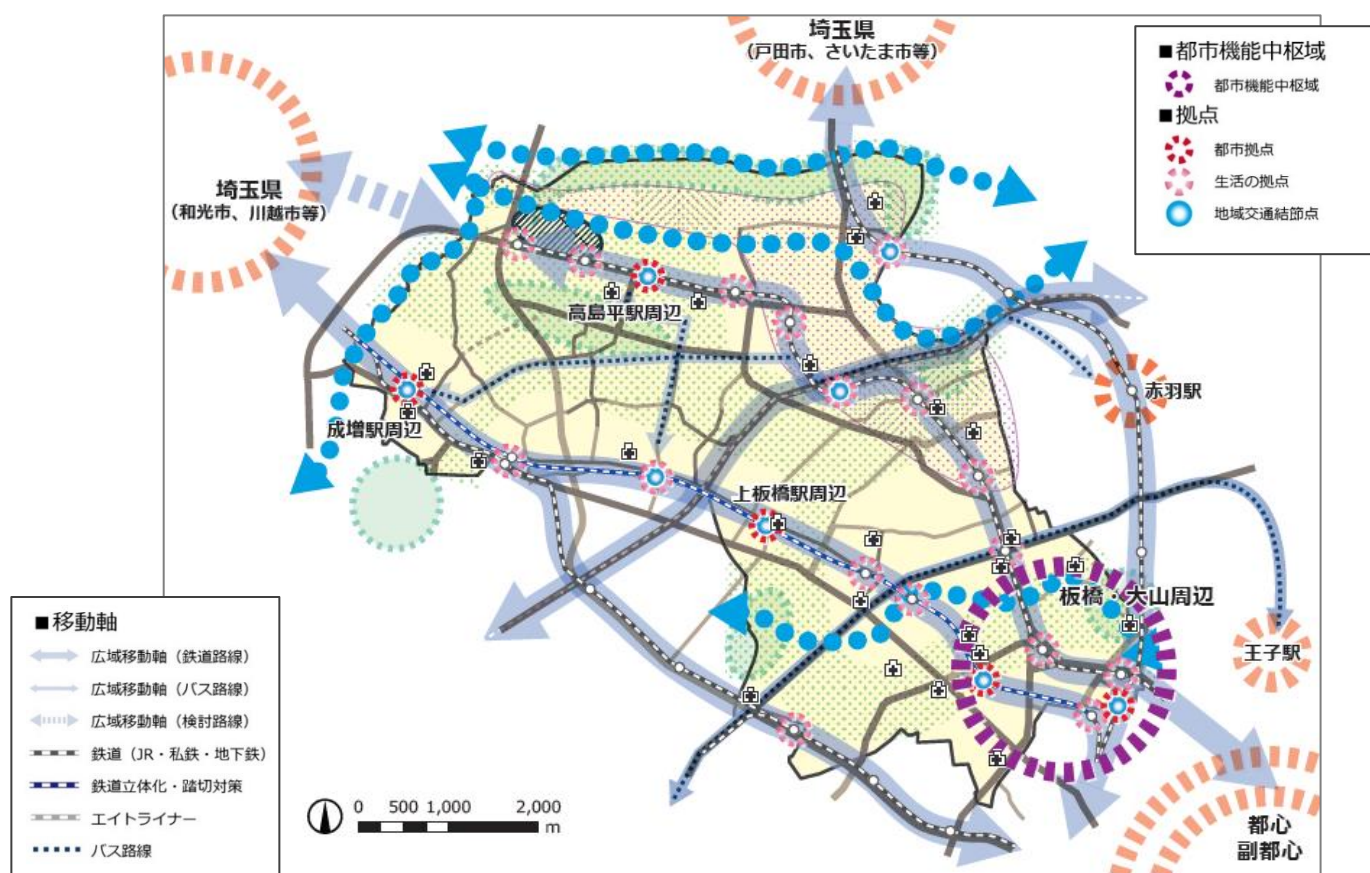 埼玉県
(戸田市、さいたま市等)
■都市機能中枢域
都市機能中枢域
■拠点
都市拠点
生活の拠点
地域交通結節点
埼玉県
(和光市、川越市等)
高島平駅周辺
赤羽駅
成増駅周辺
上板橋駅周辺
板橋・大山周辺
王子駅
■移動軸
広域移動軸(鉄道路線)
広域移動軸(バス路線)
広域移動軸(検討路線)
鉄道(JR・私鉄・地下鉄)
鉄道立体化・踏切対策
エイトライナー
バス路線
0 500 1,000 2,000
m
都心
副都心